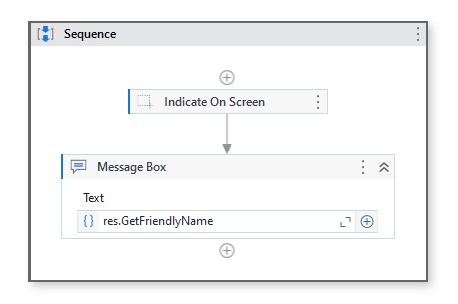 Sequence
Indicate On Screen
Message Box
Text
{} res.GetFriendlyName